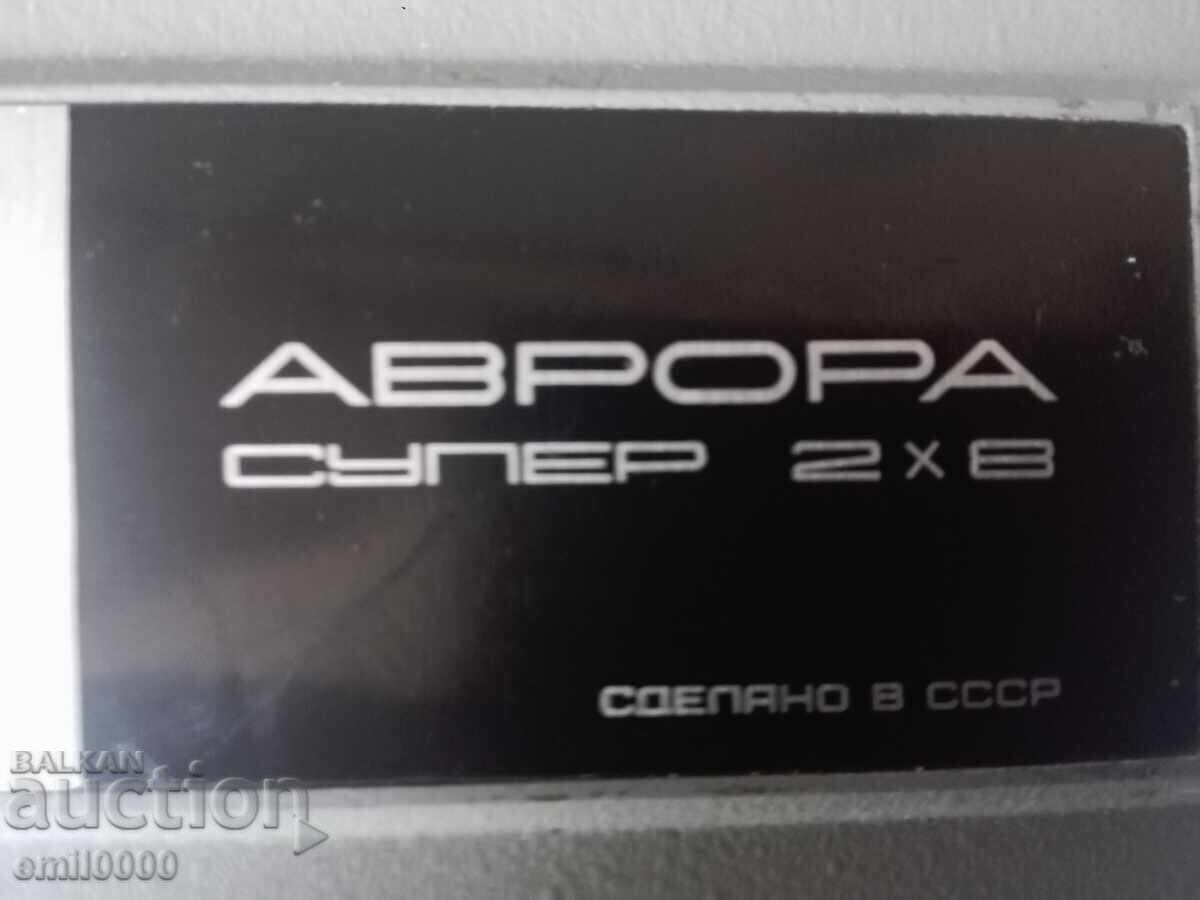 АВРОРА
СУПЕР 2×8
СДЕЛАНО В СССР
BALKAN
auction
emil0000